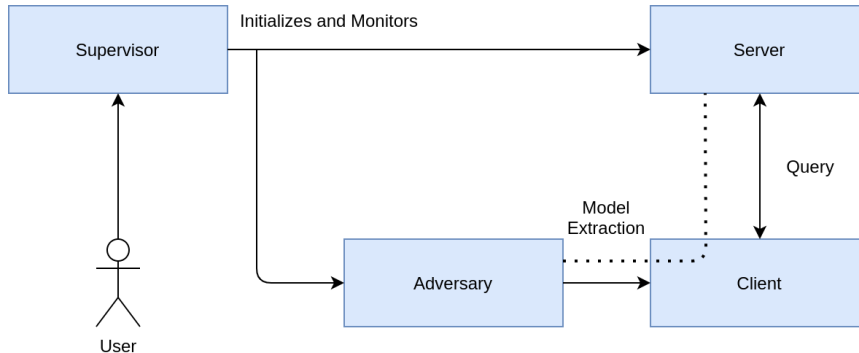 Initializes and Monitors
Supervisor
Server
Query
Model
Extraction
Adversary
Client
User